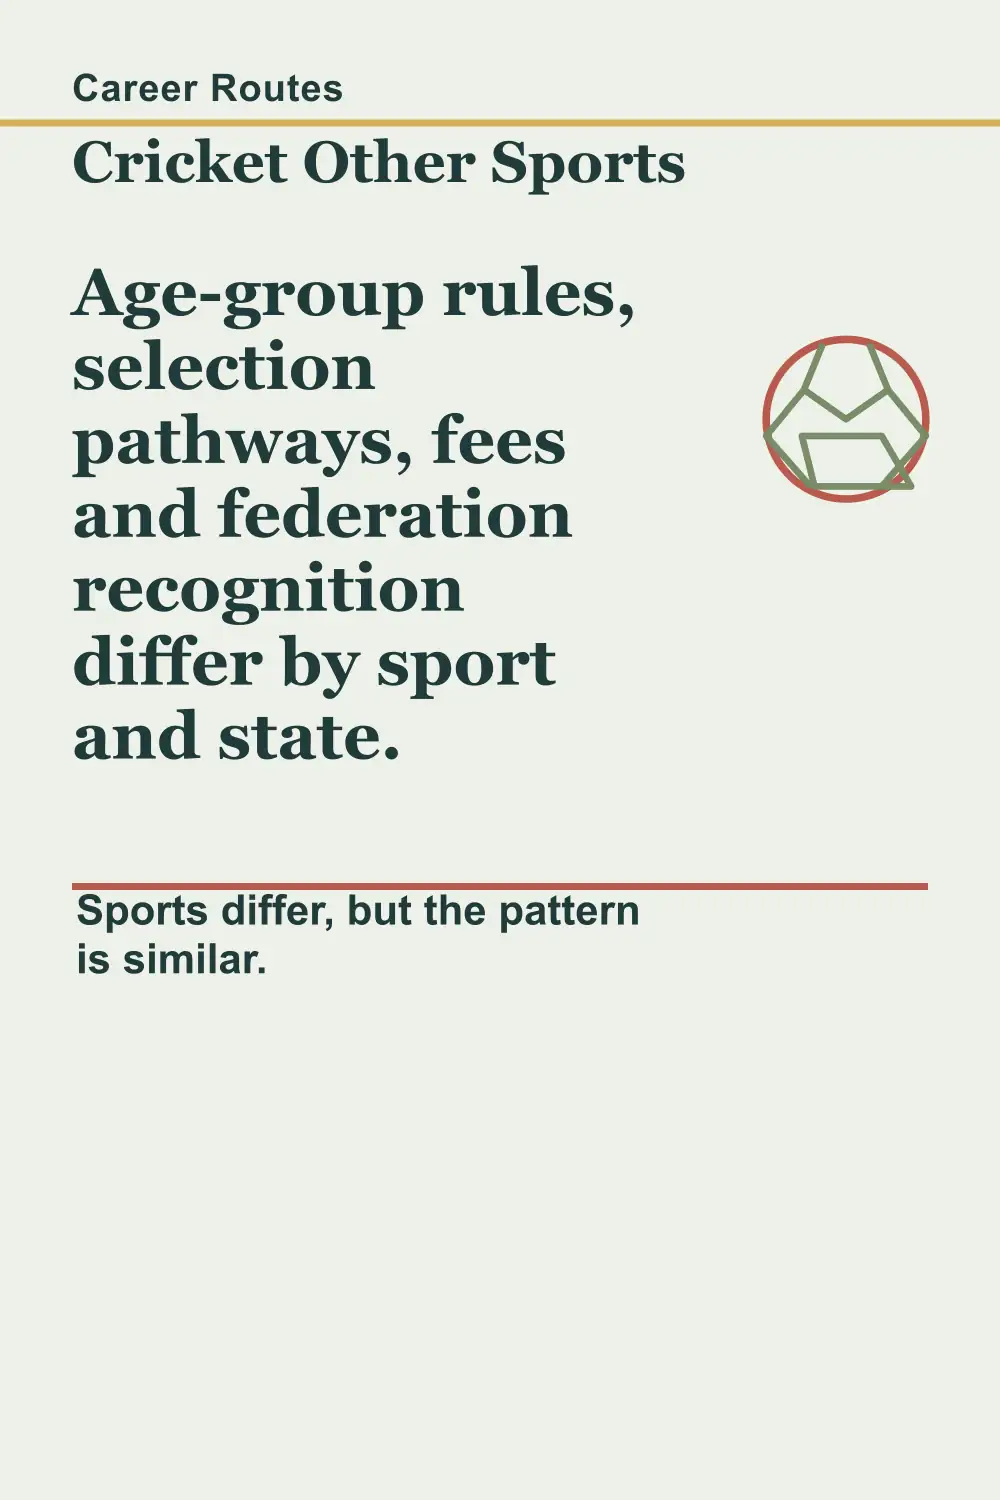 Career Routes
Cricket Other Sports
Age-group rules,
selection
pathways, fees
and federation
recognition
differ by sport
and state.
Sports differ, but the pattern
is similar.